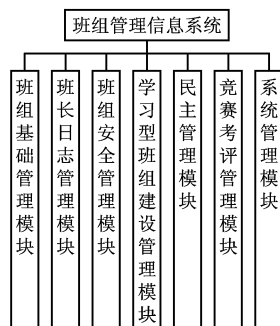 班组管理信息系统
班组基础管理模块
班长日志管理模块
班组安全管理模块
学习型班组建设管理模块
民主管理模块
竞赛考评管理模块
系统管理模块